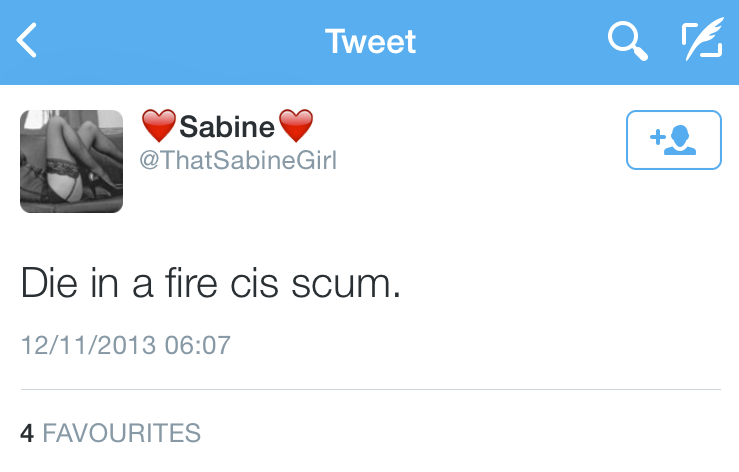 Tweet
❤️Sabine❤️
@ThatSabineGirl
Die in a fire cis scum.
12/11/2013 06:07
4 FAVOURITES